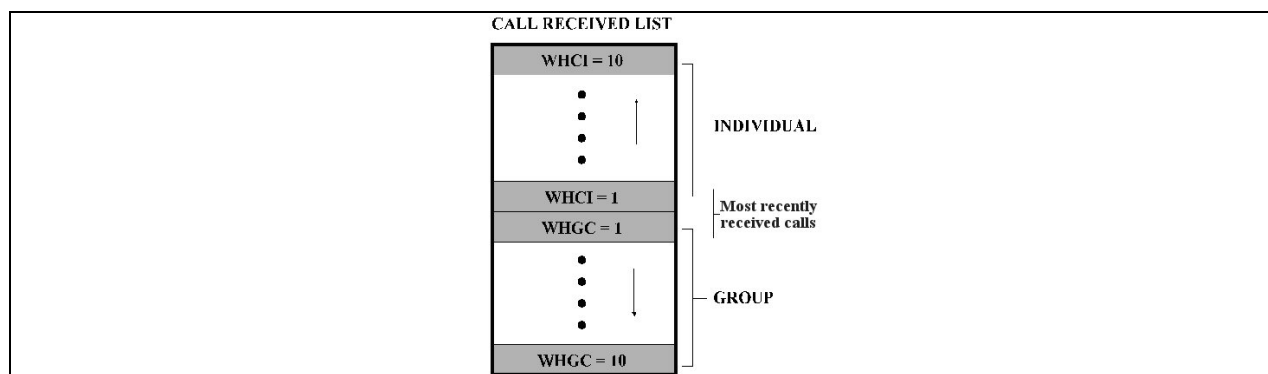 CALL RECEIVED LIST
WHCI = 10
INDIVIDUAL
WHCI = 1
Most recently
received calls
WHGC = 1
GROUP
WHGC = 10